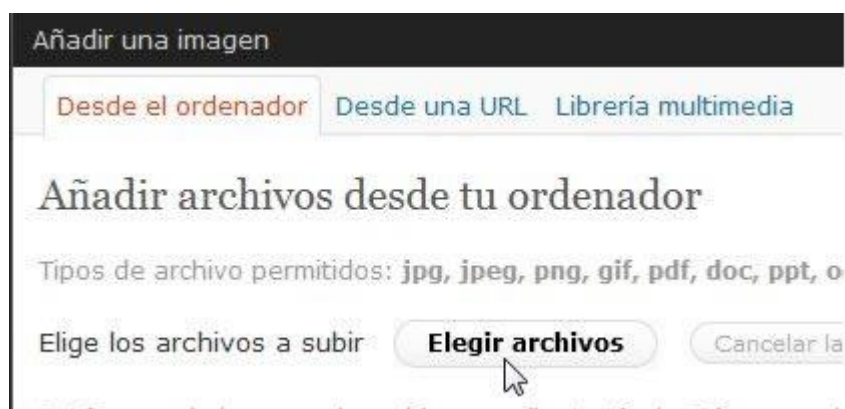 Añadir una imagen
Desde el ordenador Desde una URL Librería multimedia
Añadir archivos desde tu ordenador
Tipos de archivo permitidos: jpg, jpeg, png, gif, pdf, doc, ppt, o
Elige los archivos a subir Elegir archivos Cancelar la